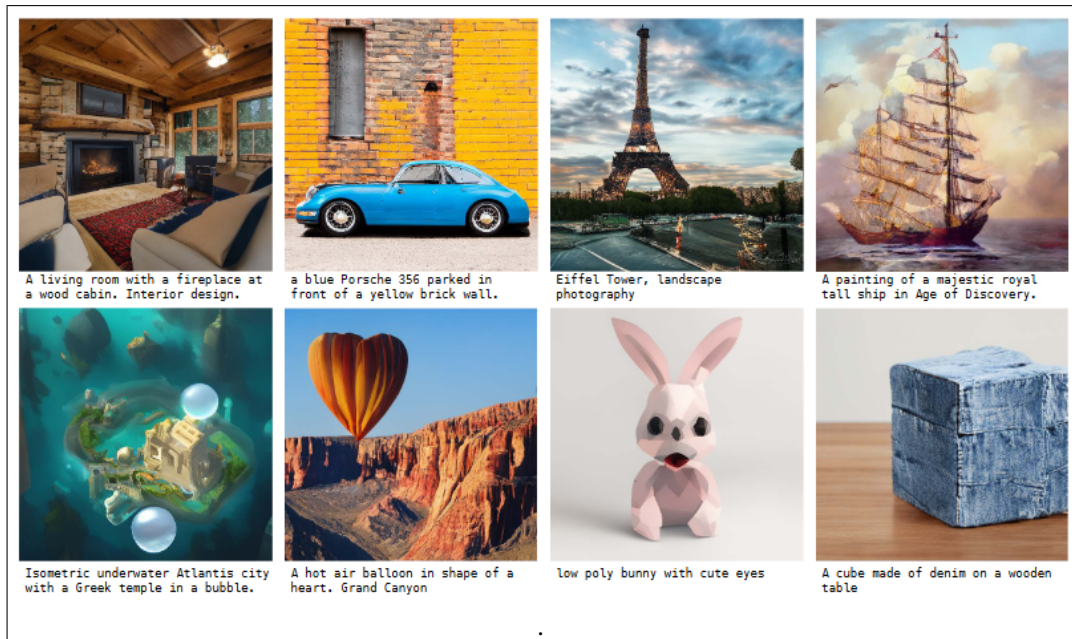 A living room with a fireplace at
a wood cabin. Interior design.
a blue Porsche 356 parked in
front of a yellow brick wall.
Eiffel Tower, landscape
photography
A painting of a majestic royal
tall ship in Age of Discovery.
Isometric underwater Atlantis city
with a Greek temple in a bubble.
A hot air balloon in shape of a
heart. Grand Canyon
low poly bunny with cute eyes
A cube made of denim on a wooden
table
.